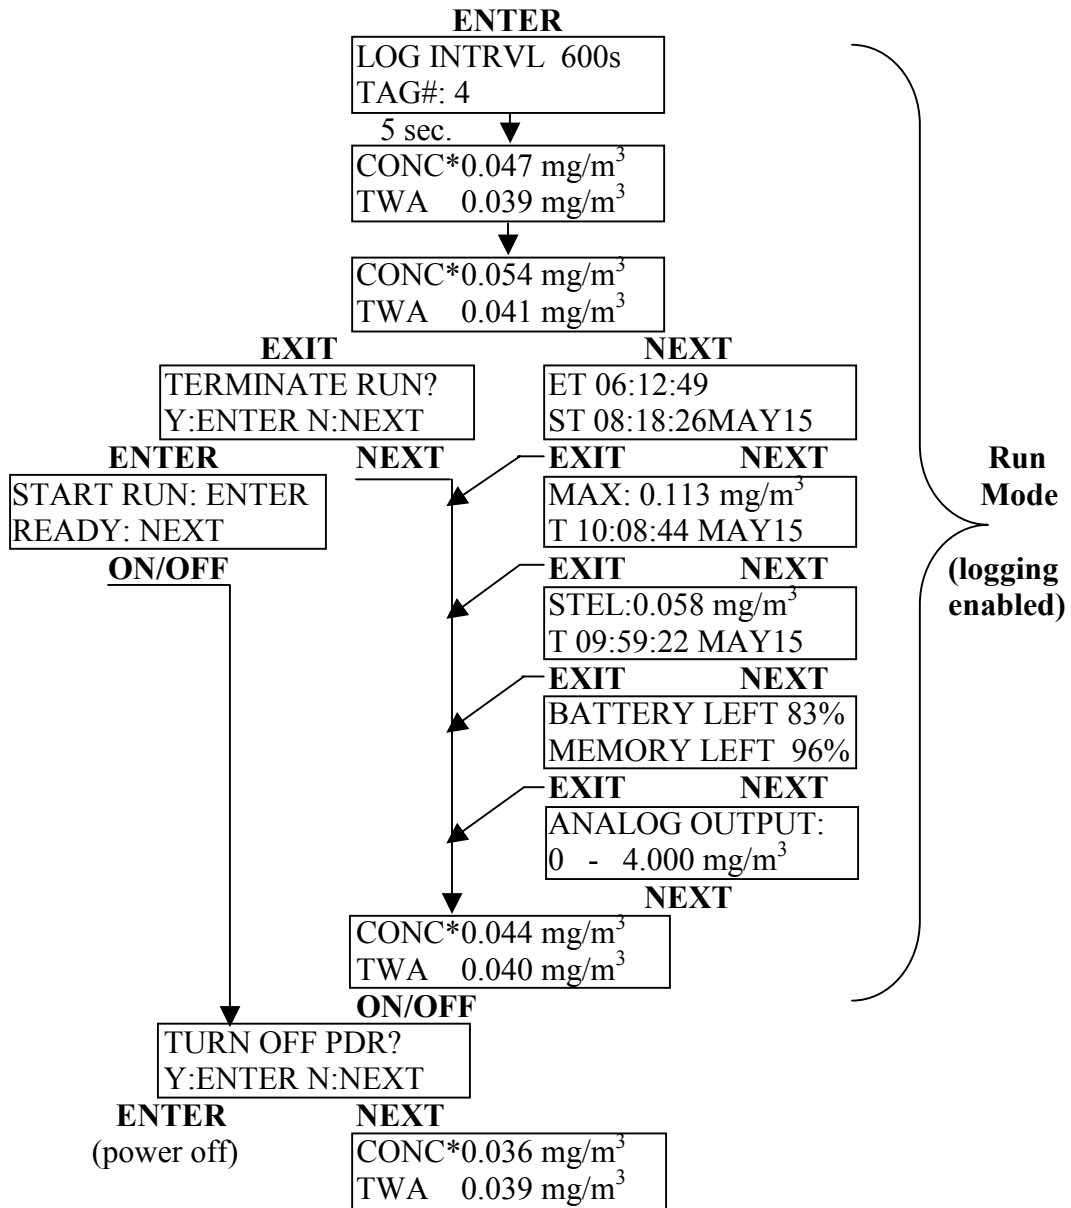 ENTER
LOG INTRVL 600s
TAG#: 4
5 sec.
CONC*0.047 mg/m³
TWA 0.039 mg/m³
CONC*0.054 mg/m³
TWA 0.041 mg/m³
EXIT NEXT
TERMINATE RUN?
Y:ENTER N:NEXT
ET 06:12:49
ST 08:18:26MAY15
ENTER NEXT
EXIT NEXT
START RUN: ENTER
READY: NEXT
MAX: 0.113 mg/m³
T 10:08:44 MAY15
ON/OFF
EXIT NEXT
STEL:0.058 mg/m³
T 09:59:22 MAY15
EXIT NEXT
BATTERY LEFT 83%
MEMORY LEFT 96%
EXIT NEXT
ANALOG OUTPUT:
0 - 4.000 mg/m³
NEXT
CONC*0.044 mg/m³
TWA 0.040 mg/m³
ON/OFF
TURN OFF PDR?
Y:ENTER N:NEXT
ENTER NEXT
(power off)
CONC*0.036 mg/m³
TWA 0.039 mg/m³
Run
Mode
(logging
enabled)